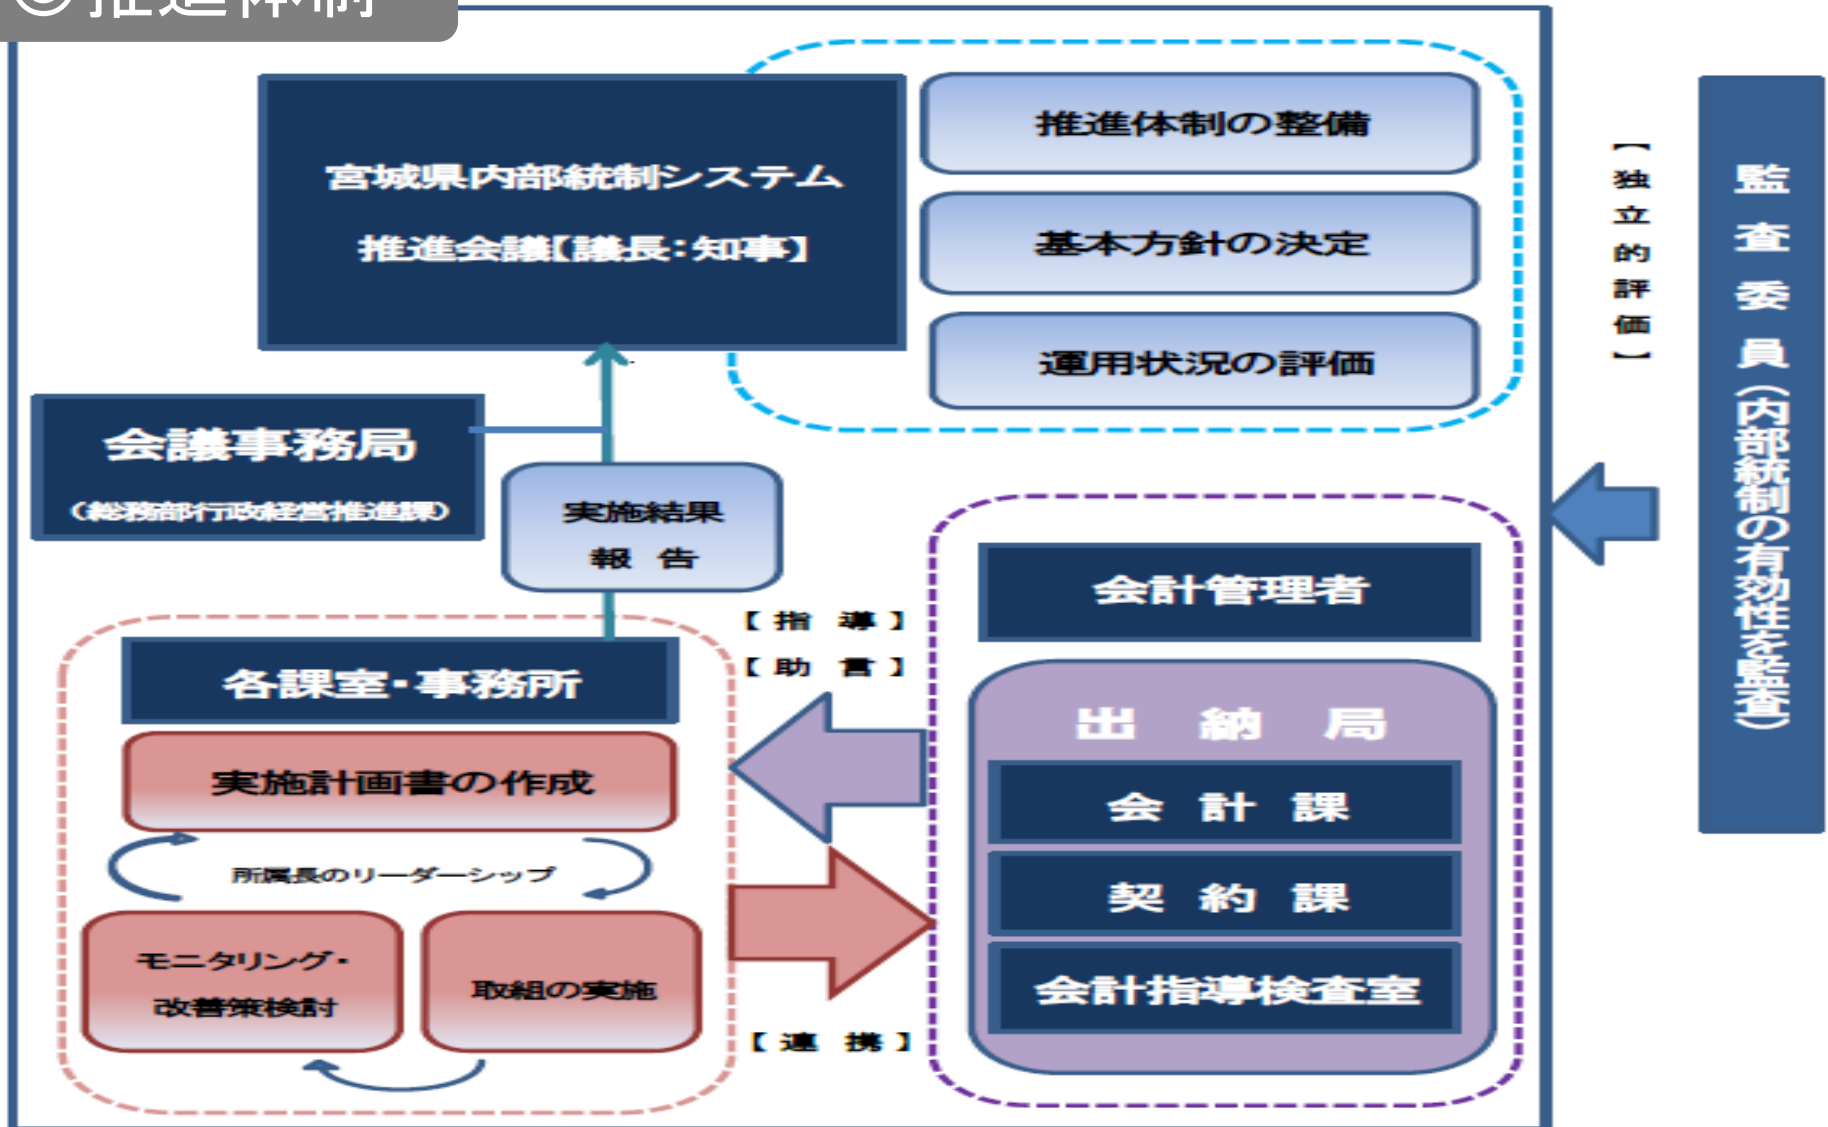 推進体制
宮城県内部統制システム
推進会議【議長：知事】
推進体制の整備
基本方針の決定
運用状況の評価
会議事務局
（総務部行政経営推進課）
実施結果
報 告
各課室・事務所
実施計画書の作成
所属長のリーダーシップ
モニタリング・
改善策検討
取組の実施
【 指 導 】
【 助 言 】
【 連 携 】
会計管理者
出 納 局
会 計 課
契 約 課
会計指導検査室
【独立的評価】
監査委員（内部統制の有効性を監査）